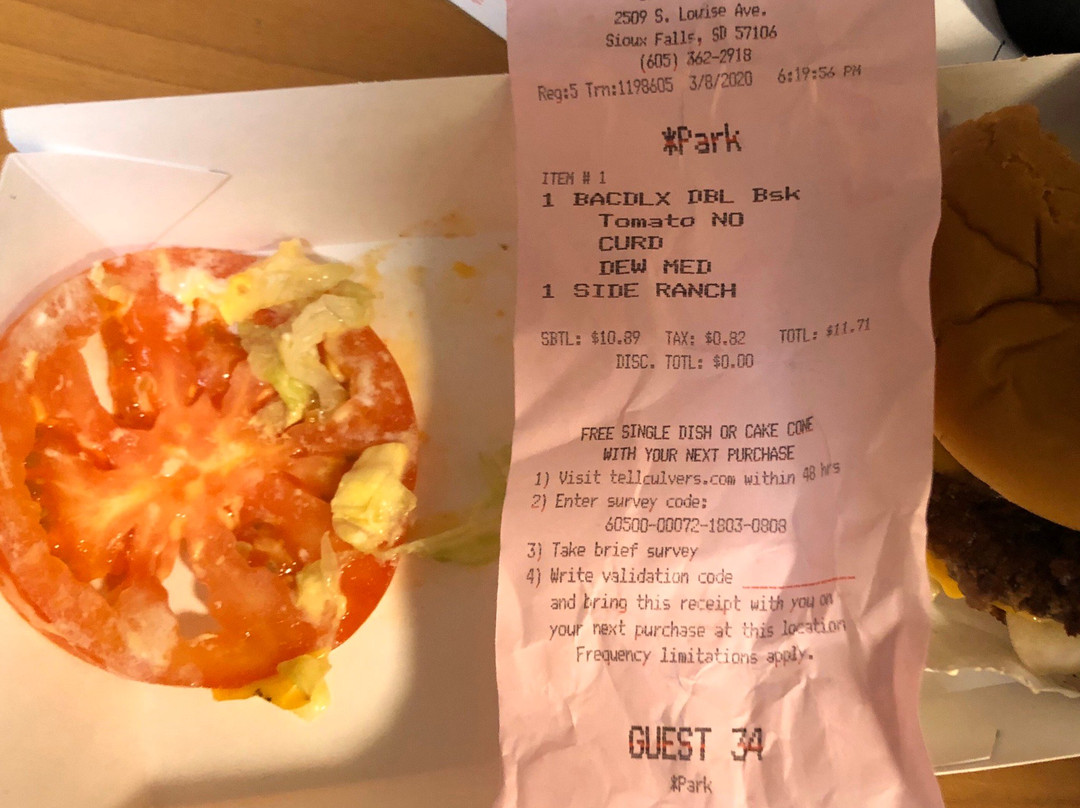 2509 S. Louise Ave.
Sioux Falls, SD 57106
(605) 362-2918
Reg:5 Trn:1198605 3/8/2020 6:19:56 PM
*Park
ITEM # 1
1 BACDLX DBL Bsk
Tomato NO
CURD
DEW MED
1 SIDE RANCH
SBTL: $10.89 TAX: $0.82 TOTL: $11.71
DISC. TOTL: $0.00
FREE SINGLE DISH OR CAKE CONE
WITH YOUR NEXT PURCHASE
1) Visit tellculvers.com within 48 hrs
2) Enter survey code:
60500-00072-1803-0808
3) Take brief survey
4) Write validation code ____________
and bring this receipt with you on
your next purchase at this location
Frequency limitations apply.
GUEST 34
*Park